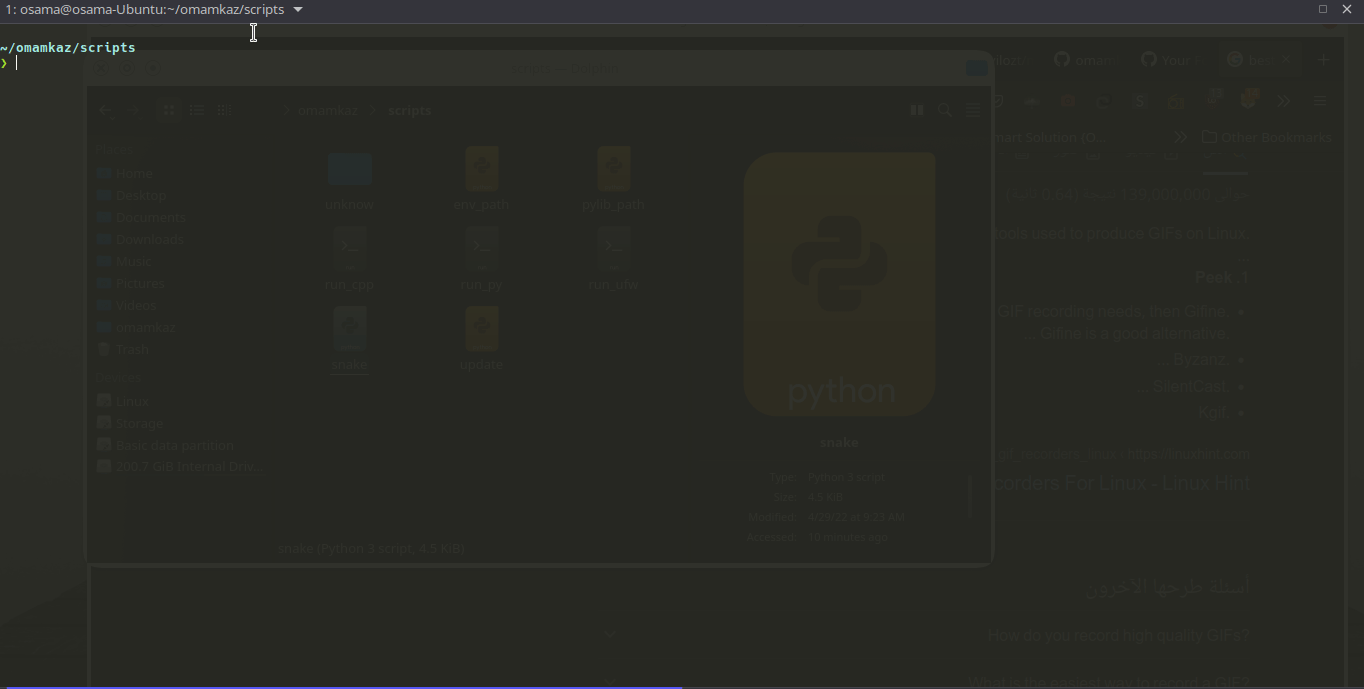 1: osama@osama-Ubuntu:~/omamkaz/scripts
~/omamkaz/scripts
❯
omam
Your
omamkaz
scripts
Other Bookmarks
Home
Desktop
Documents
Downloads
Music
Pictures
Videos
omamkaz
Trash
Devices
Linux
Storage
Basic data partition
200.7 GiB Internal Driv...
unknow
env_path
pylib_path
run_cpp
run_py
run_ufw
snake
update
python
snake
Type: Python 3 script
Size: 4.5 KiB
Modified: 4/29/22 at 9:23 AM
Accessed: 10 minutes ago
snake (Python 3 script, 4.5 KiB)
mart Solution [O...
tools used to produce GIFs on Linux.
Peek .1
GIF recording needs, then Gifine.
... Gifine is a good alternative
... Byzanz.
... SilentCast.
Kgif.
https://linuxhint.com
corders For Linux - Linux Hint
أسئلة طرحها الآخرون
How do you record high quality GIFs?
What is the easiest way to record a GIF?